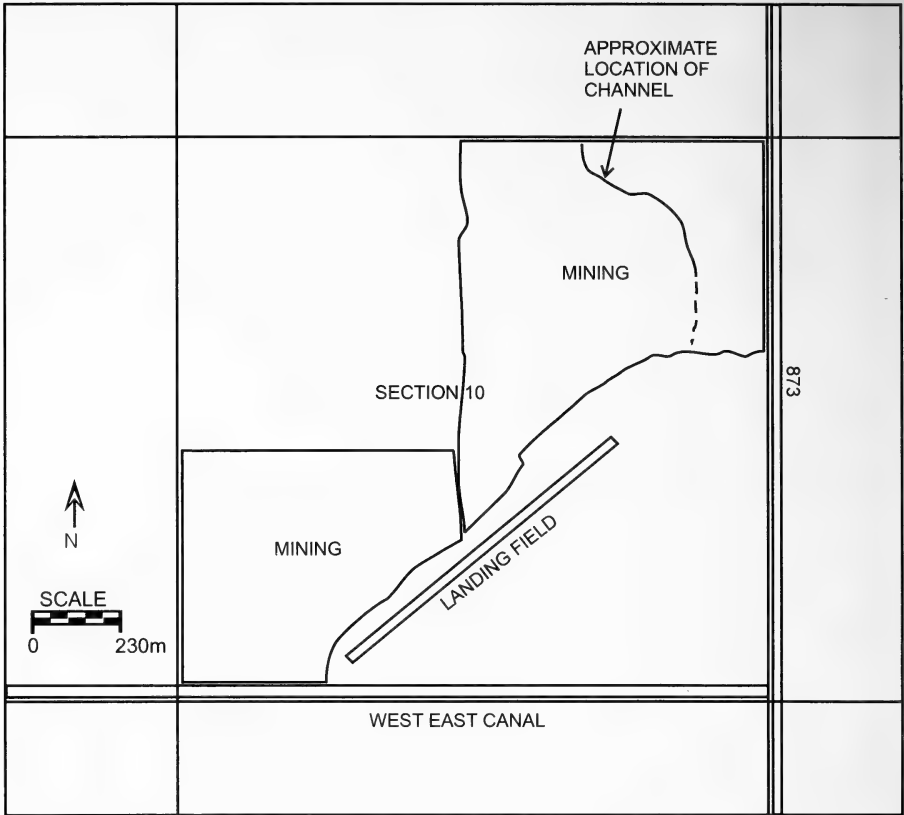 APPROXIMATE
LOCATION OF
CHANNEL
MINING
873
SECTION 10
MINING
LANDING FIELD
N
SCALE
0 230m
WEST EAST CANAL